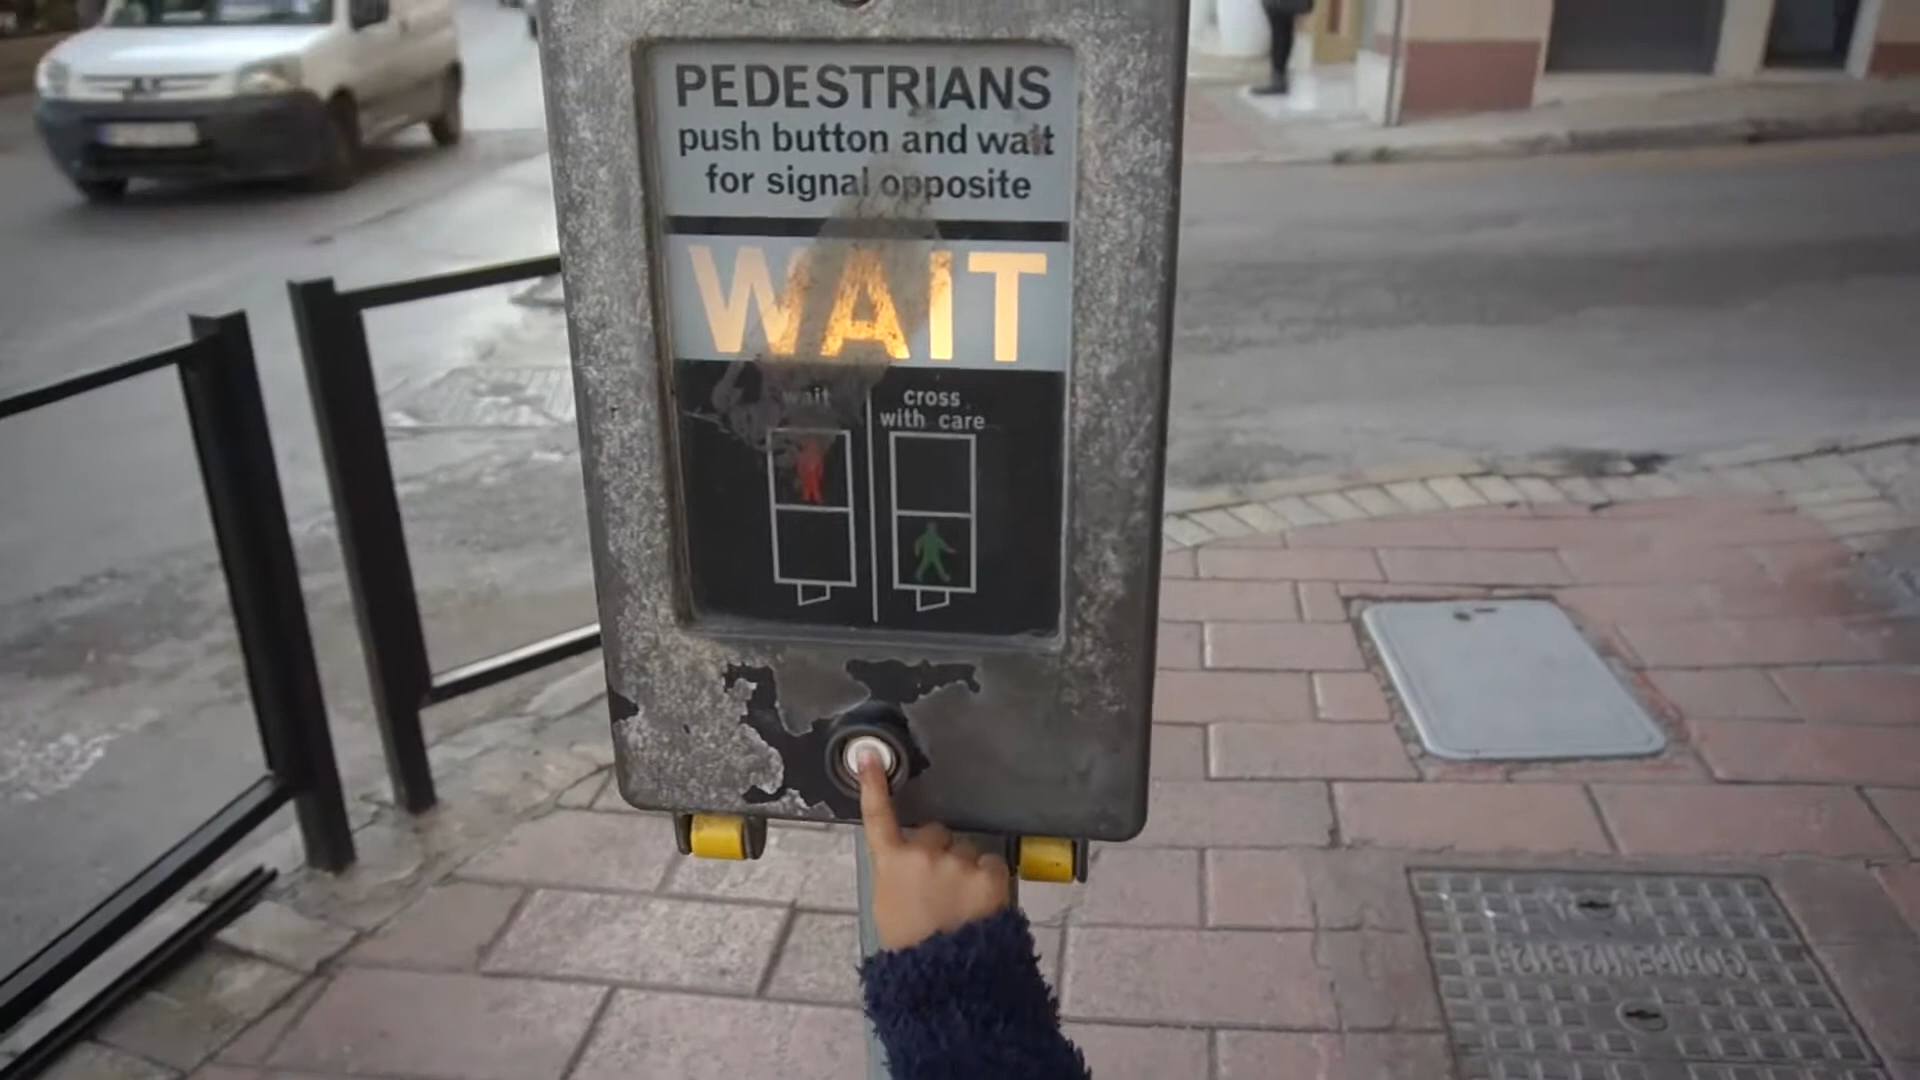 PEDESTRIANS
push button and wait
for signal opposite
WAIT
wait
cross
with care